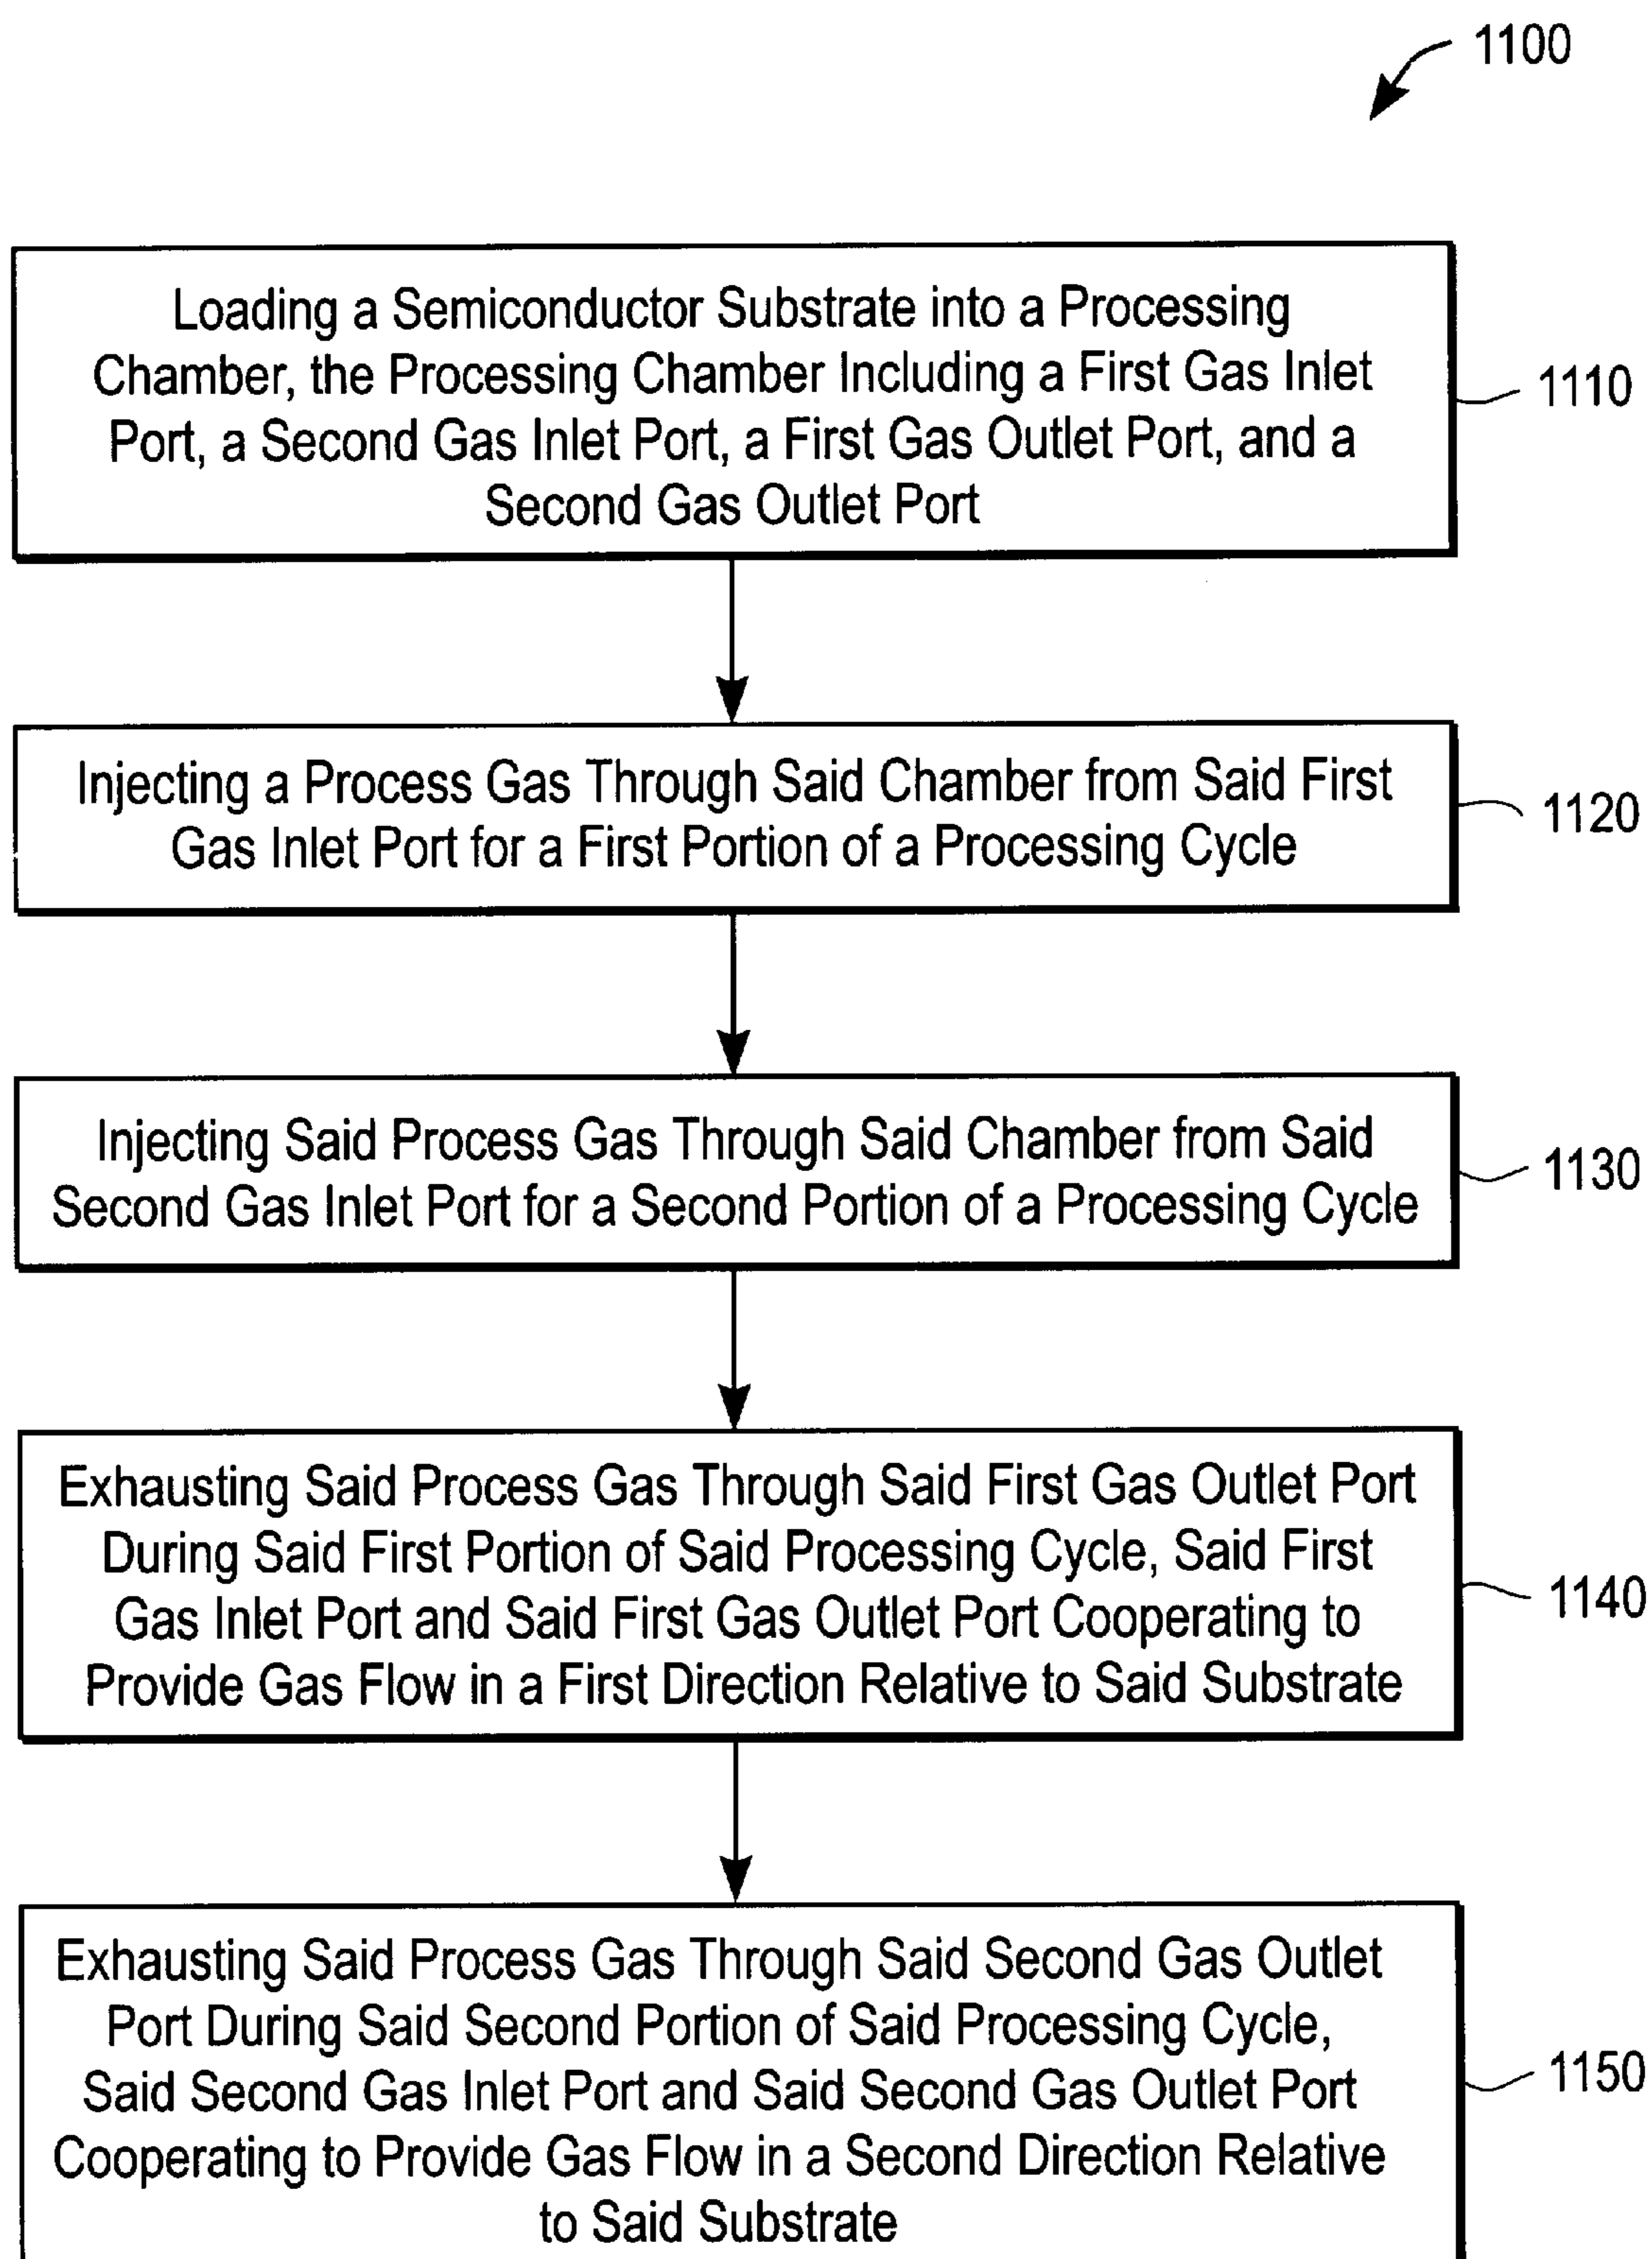 1100
Loading a Semiconductor Substrate into a Processing
Chamber, the Processing Chamber Including a First Gas Inlet
Port, a Second Gas Inlet Port, a First Gas Outlet Port, and a
Second Gas Outlet Port
1110
Injecting a Process Gas Through Said Chamber from Said First
Gas Inlet Port for a First Portion of a Processing Cycle
1120
Injecting Said Process Gas Through Said Chamber from Said
Second Gas Inlet Port for a Second Portion of a Processing Cycle
1130
Exhausting Said Process Gas Through Said First Gas Outlet Port
During Said First Portion of Said Processing Cycle, Said First
Gas Inlet Port and Said First Gas Outlet Port Cooperating to
Provide Gas Flow in a First Direction Relative to Said Substrate
1140
Exhausting Said Process Gas Through Said Second Gas Outlet
Port During Said Second Portion of Said Processing Cycle,
Said Second Gas Inlet Port and Said Second Gas Outlet Port
Cooperating to Provide Gas Flow in a Second Direction Relative
to Said Substrate
1150